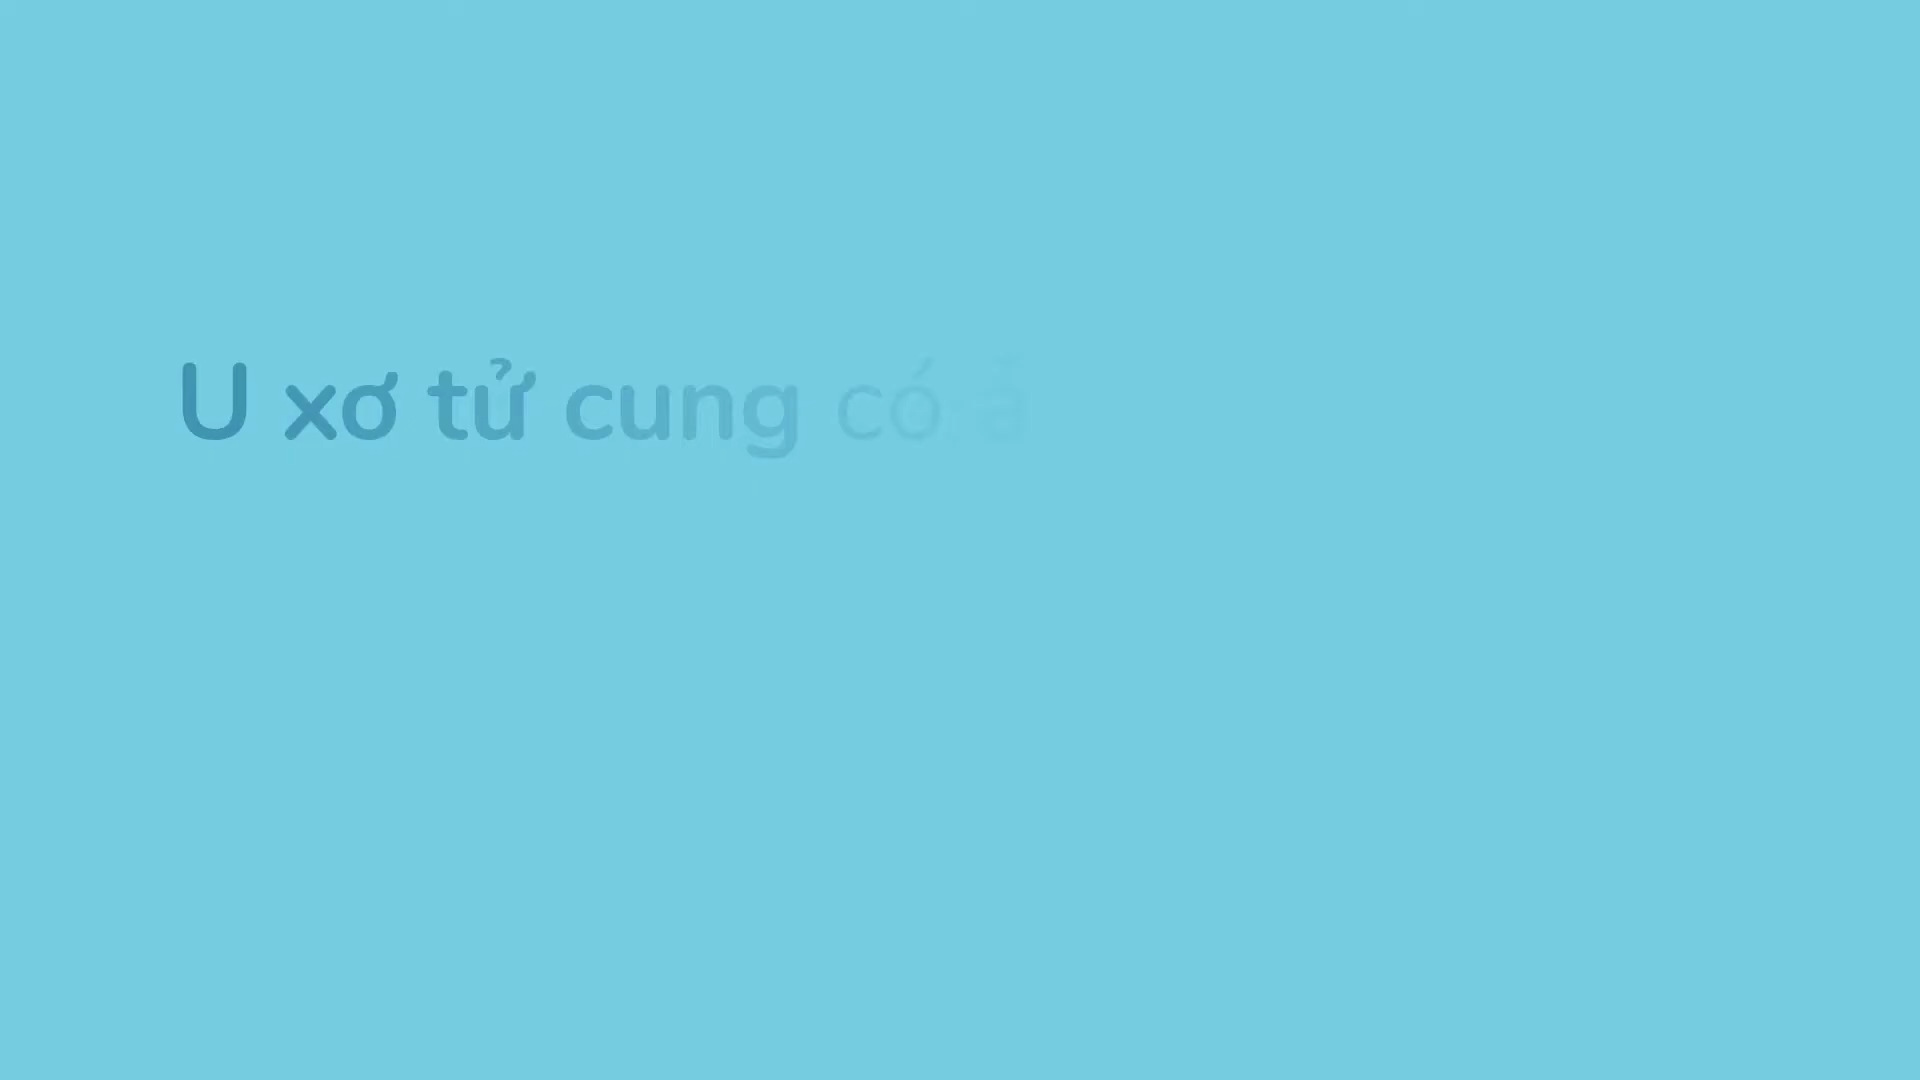 U xơ tử cung có ả